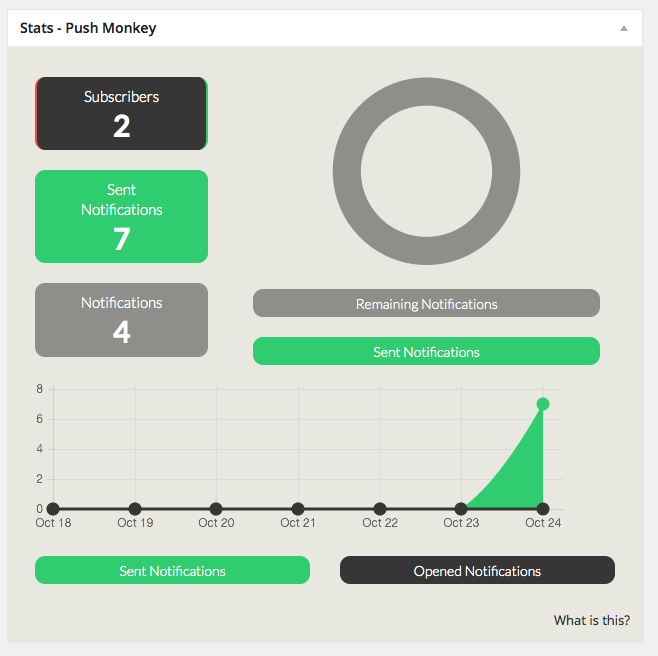 Stats - Push Monkey
Subscribers
2
Sent
Notifications
7
Notifications
4
Remaining Notifications
Sent Notifications
8
6
4
2
0
Oct 18 Oct 19 Oct 20 Oct 21 Oct 22 Oct 23 Oct 24
Sent Notifications
Opened Notifications
What is this?